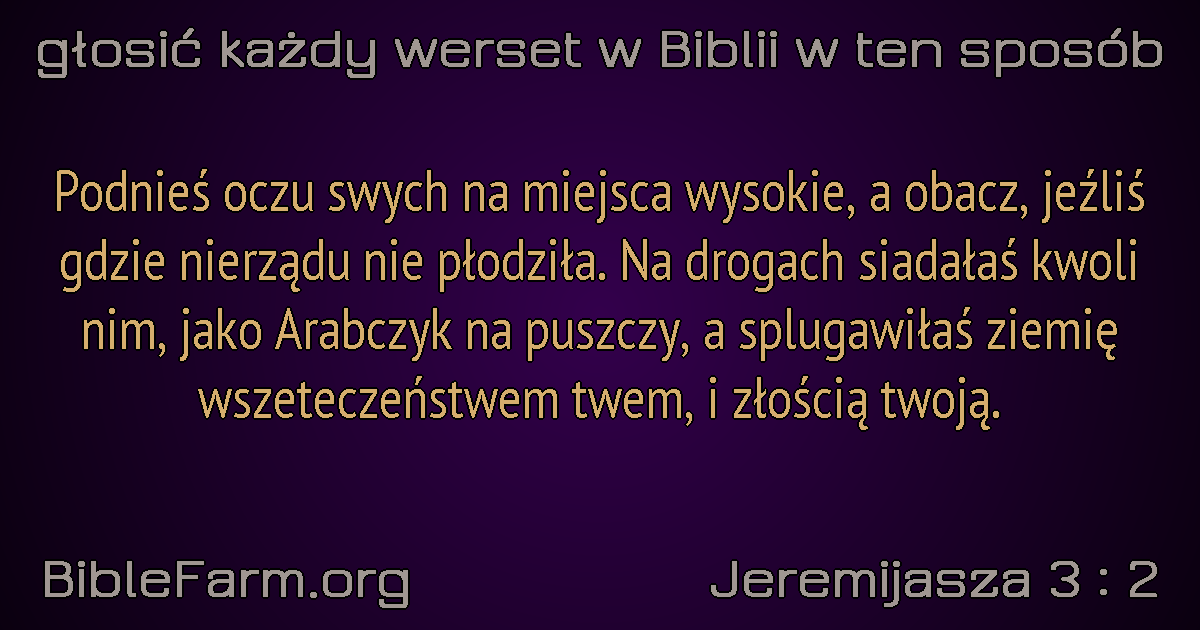 głosić każdy werset w Biblii w ten sposób
Podnieś oczu swych na miejsca wysokie, a obacz, jeźliś
gdzie nierządu nie płodziła. Na drogach siadałaś kwoli
nim, jako Arabczyk na puszczy, a splugawiłaś ziemię
wszeteczeństwem twem, i złością twoją.
BibleFarm.org
Jeremijasza 3 : 2